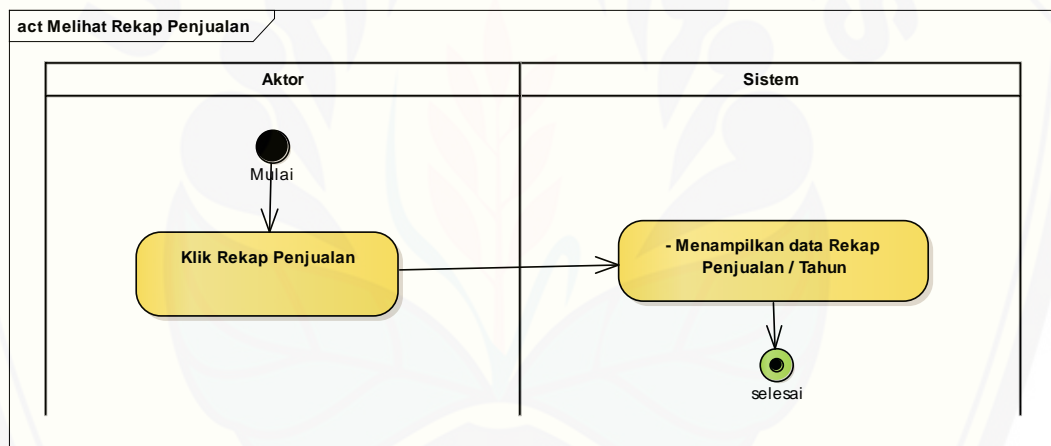 act Melihat Rekap Penjualan
Aktor
Sistem
Mulai
Klik Rekap Penjualan
- Menampilkan data Rekap
Penjualan / Tahun
selesai